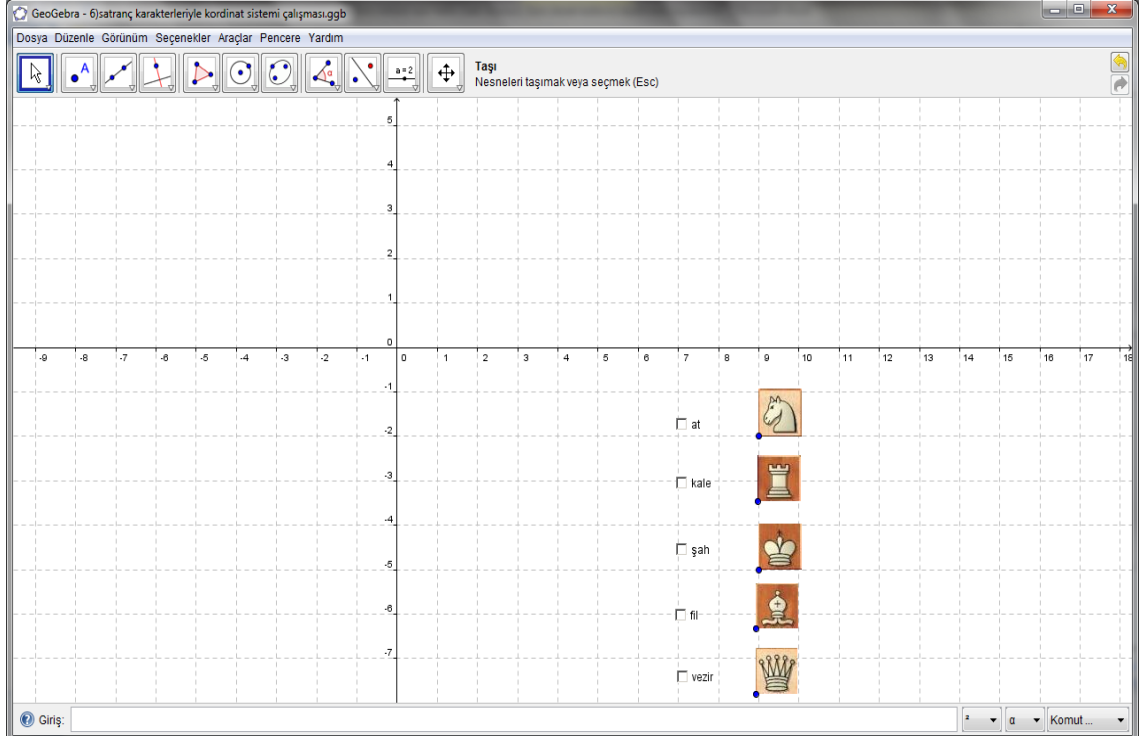 GeoGebra - 6)satranç karakterleriyle kordinat sistemi çalışması.ggb
Dosya Düzenle Görünüm Seçenekler Araçlar Pencere Yardım
A
α
a = 2
Taşı
Nesneleri taşımak veya seçmek (Esc)
5
4
3
2
1
0
-9 -8 -7 -6 -5 -4 -3 -2 -1 0 1 2 3 4 5 6 7 8 9 10 11 12 13 14 15 16 17 18
-1
at
-2
-3
kale
-4
şah
-5
-6
fil
-7
vezir
Giriş:
²
α
Komut ...